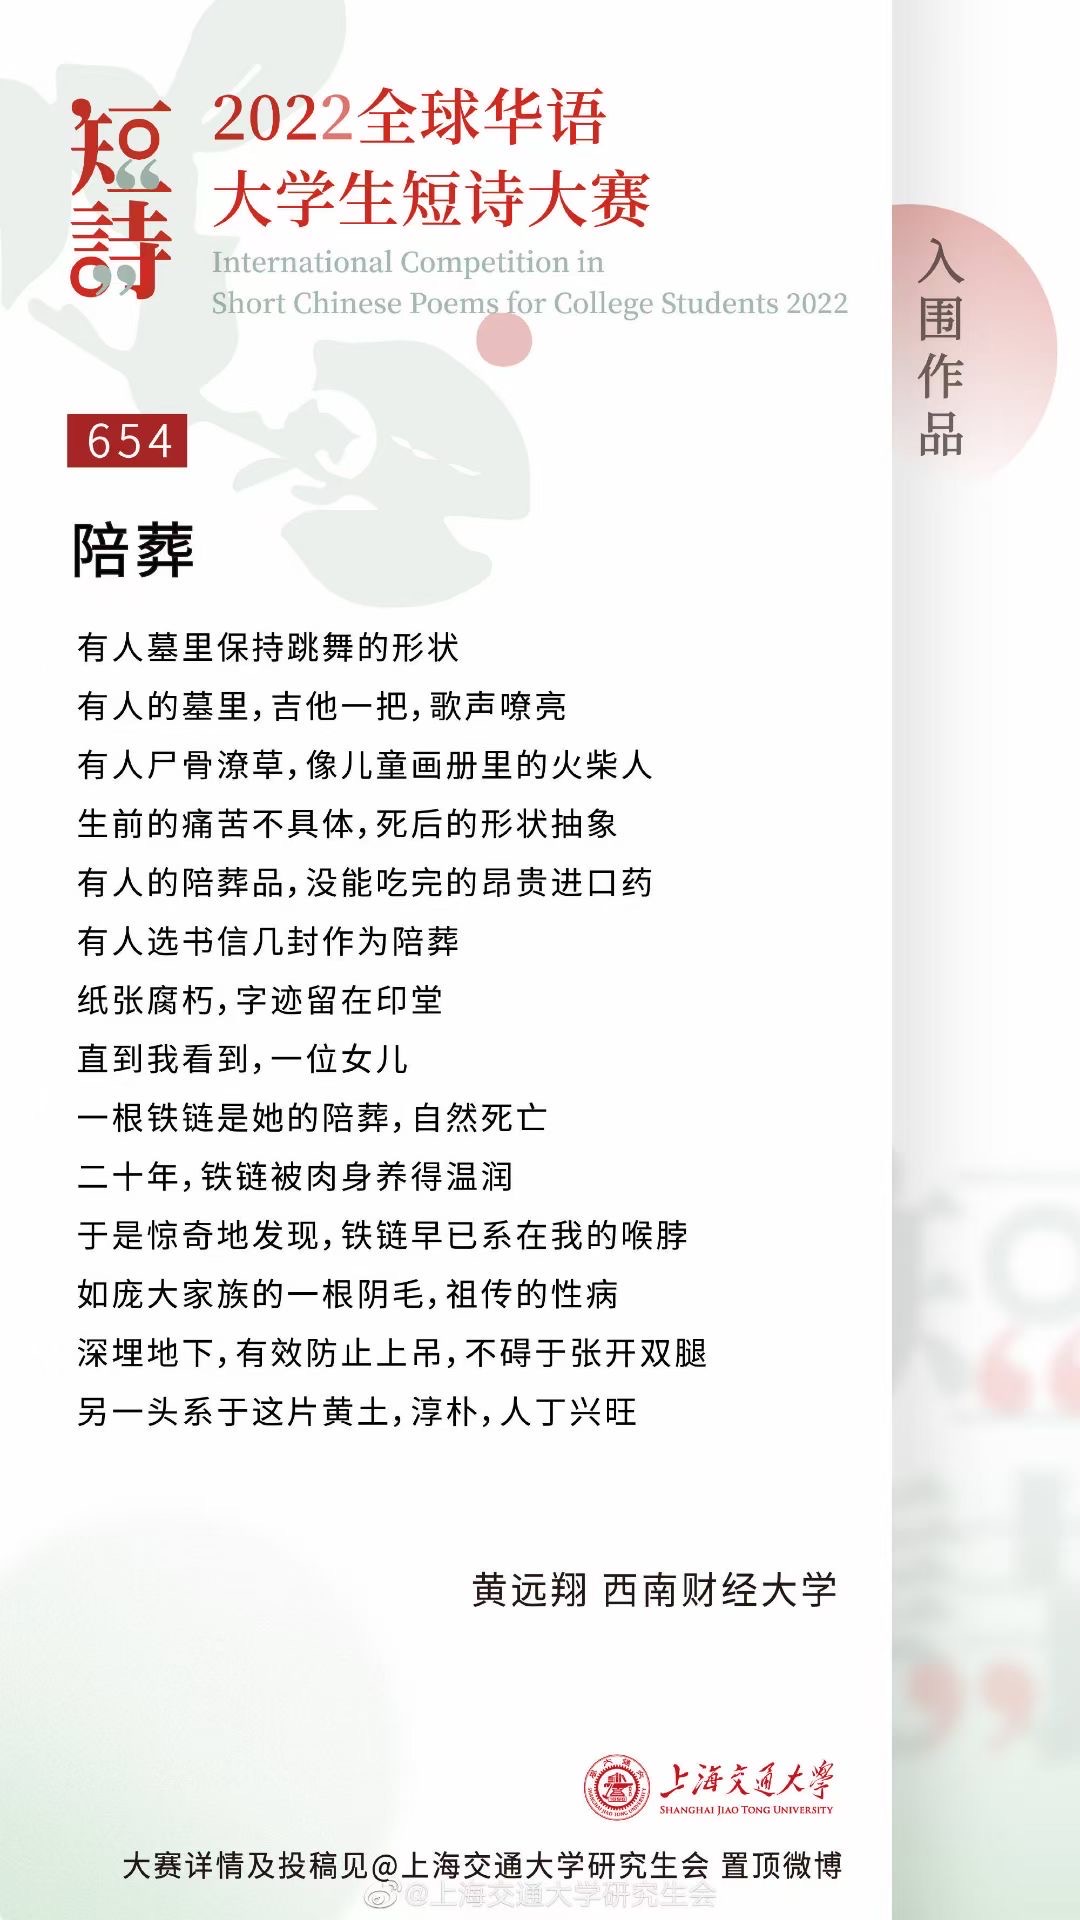 短詩
2022全球华语
大学生短诗大赛
International Competition in
Short Chinese Poems for College Students 2022
入围作品
654
陪葬
有人墓里保持跳舞的形状
有人的墓里,吉他一把,歌声嘹亮
有人尸骨潦草,像儿童画册里的火柴人
生前的痛苦不具体,死后的形状抽象
有人的陪葬品,没能吃完的昂贵进口药
有人选书信几封作为陪葬
纸张腐朽,字迹留在印堂
直到我看到,一位女儿
一根铁链是她的陪葬,自然死亡
二十年,铁链被肉身养得温润
于是惊奇地发现,铁链早已系在我的喉脖
如庞大家族的一根阴毛,祖传的性病
深埋地下,有效防止上吊,不碍于张开双腿
另一头系于这片黄土,淳朴,人丁兴旺
黄远翔 西南财经大学
上海交通大学
SHANGHAI JIAO TONG UNIVERSITY
大赛详情及投稿见@上海交通大学研究生会 置顶微博
@上海交通大学研究生会